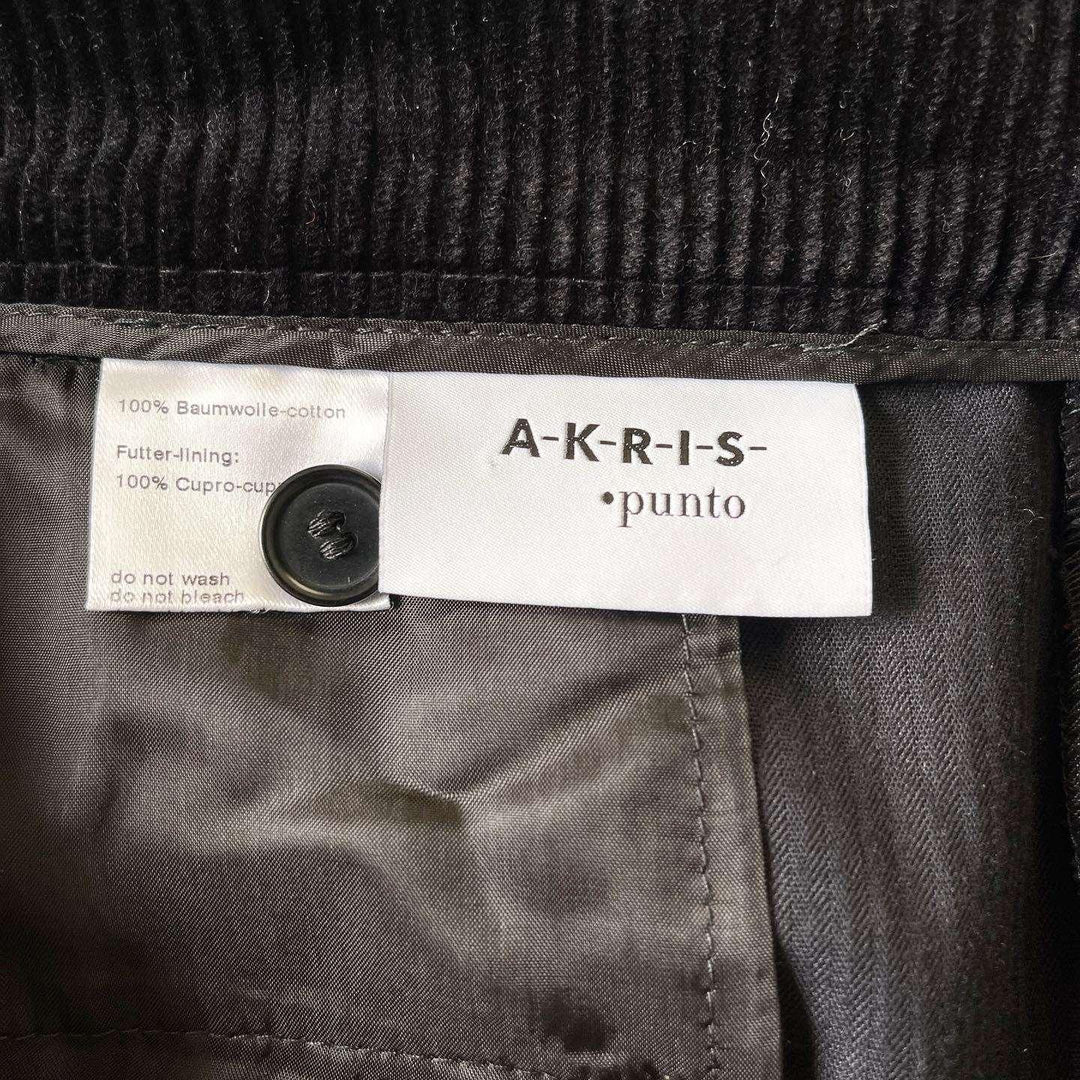 100% Baumwolle-cotton
Futter-lining:
100% Cupro-cup
do not wash
do not bleach
A-K-R-I-S-
•punto